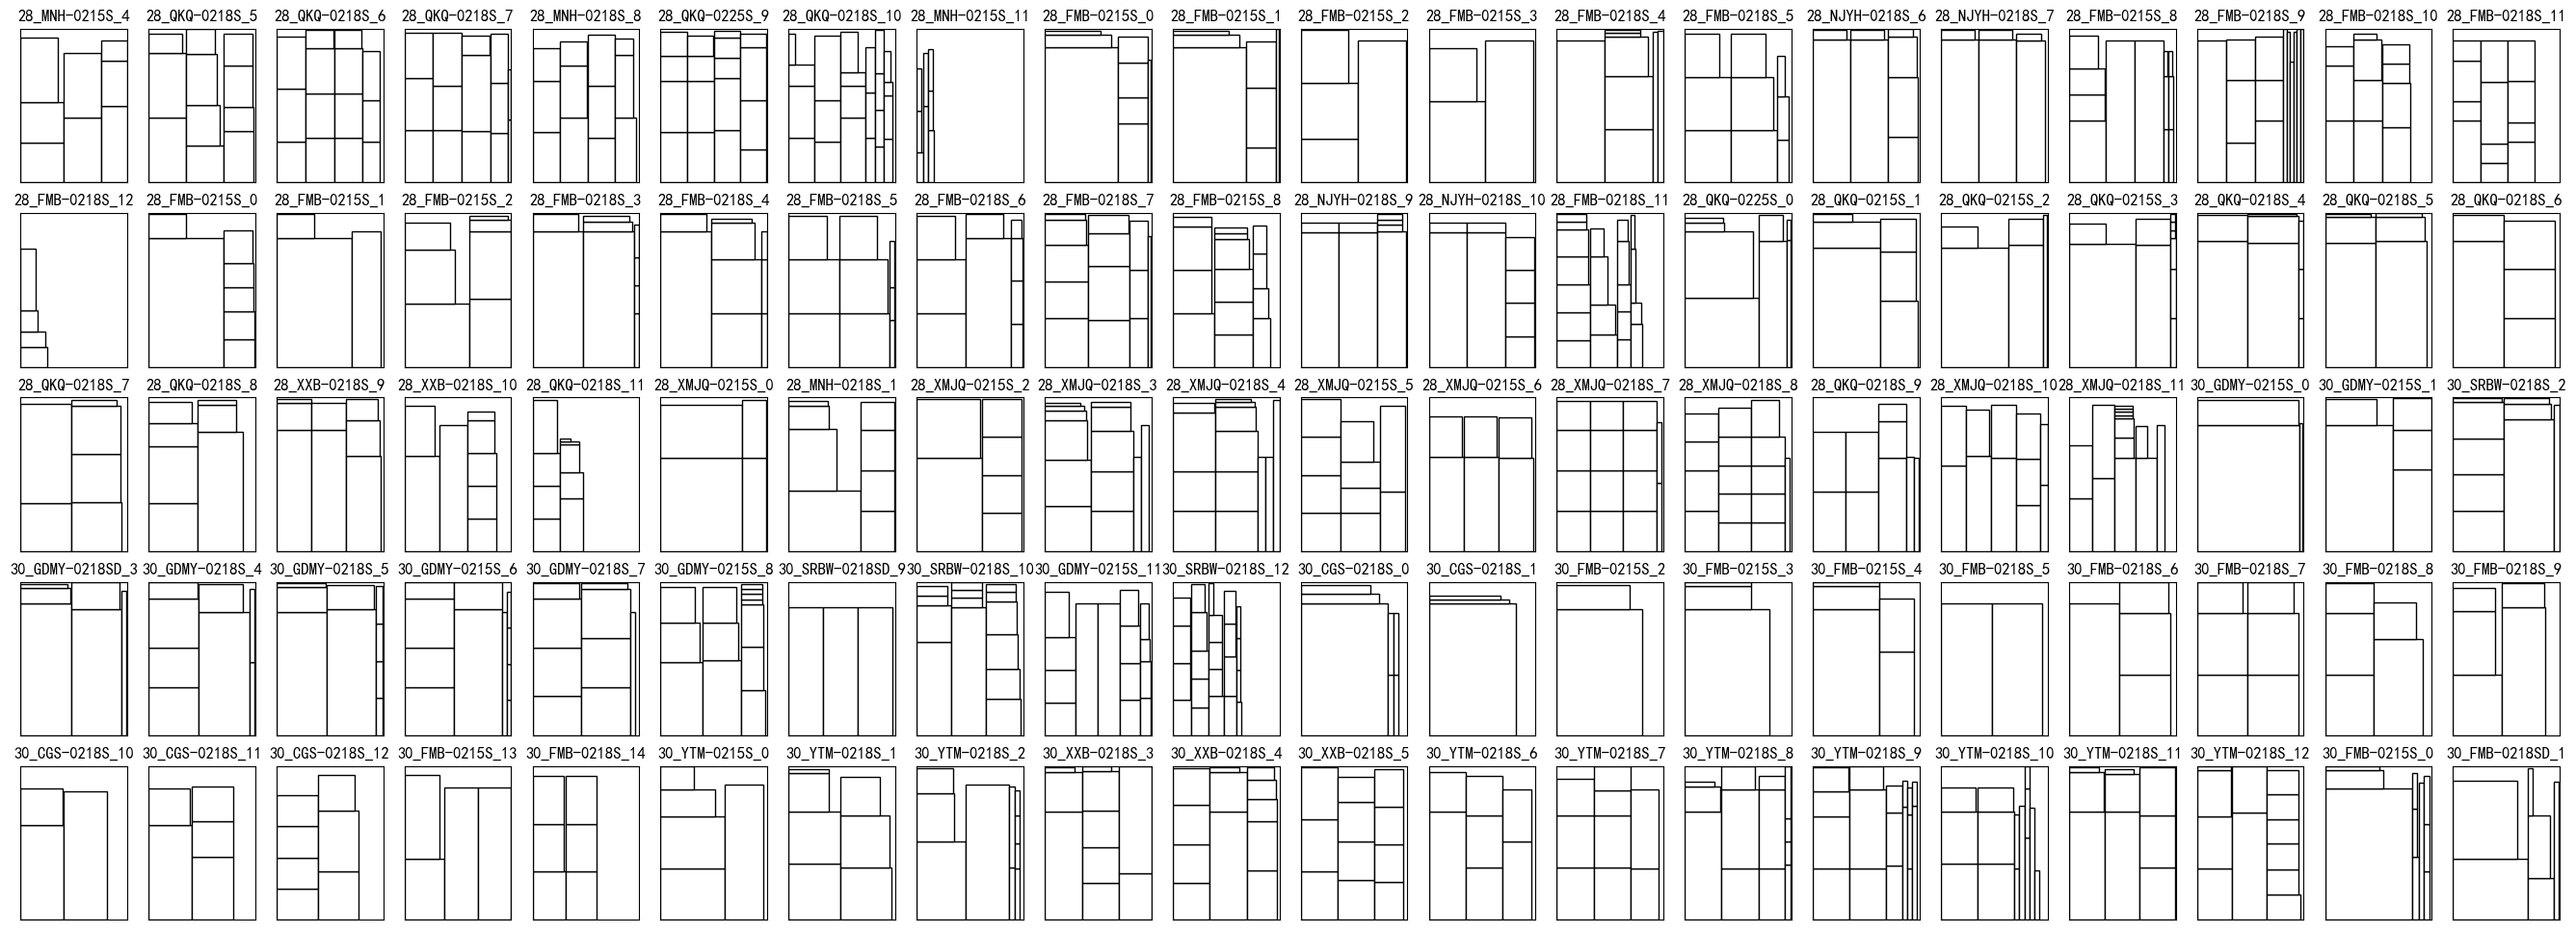 28_MNH-0215S_4 28_QKQ-0218S_5 28_QKQ-0218S_6 28_QKQ-0218S_7 28_MNH-0218S_8 28_QKQ-0225S_9 28_QKQ-0218S_10 28_MNH-0215S_11 28_FMB-0215S_0 28_FMB-0215S_1 28_FMB-0215S_2 28_FMB-0215S_3 28_FMB-0218S_4 28_FMB-0218S_5 28_NJYH-0218S_6 28_NJYH-0218S_7 28_FMB-0215S_8 28_FMB-0218S_9 28_FMB-0218S_10 28_FMB-0218S_11
28_FMB-0218S_12 28_FMB-0215S_0 28_FMB-0215S_1 28_FMB-0215S_2 28_FMB-0218S_3 28_FMB-0218S_4 28_FMB-0218S_5 28_FMB-0218S_6 28_FMB-0218S_7 28_FMB-0215S_8 28_NJYH-0218S_9 28_NJYH-0218S_10 28_FMB-0218S_11 28_QKQ-0225S_0 28_QKQ-0215S_1 28_QKQ-0215S_2 28_QKQ-0215S_3 28_QKQ-0218S_4 28_QKQ-0218S_5 28_QKQ-0218S_6
28_QKQ-0218S_7 28_QKQ-0218S_8 28_XXB-0218S_9 28_XXB-0218S_10 28_QKQ-0218S_11 28_XMJQ-0215S_0 28_MNH-0218S_1 28_XMJQ-0215S_2 28_XMJQ-0218S_3 28_XMJQ-0218S_4 28_XMJQ-0215S_5 28_XMJQ-0215S_6 28_XMJQ-0218S_7 28_XMJQ-0218S_8 28_QKQ-0218S_9 28_XMJQ-0218S_10 28_XMJQ-0218S_11 30_GDMY-0215S_0 30_GDMY-0215S_1 30_SRBW-0218S_2
30_GDMY-0218SD_3 30_GDMY-0218S_4 30_GDMY-0218S_5 30_GDMY-0215S_6 30_GDMY-0218S_7 30_GDMY-0215S_8 30_SRBW-0218SD_9 30_SRBW-0218S_10 30_GDMY-0215S_11 30_SRBW-0218S_12 30_CGS-0218S_0 30_CGS-0218S_1 30_FMB-0215S_2 30_FMB-0215S_3 30_FMB-0215S_4 30_FMB-0218S_5 30_FMB-0218S_6 30_FMB-0218S_7 30_FMB-0218S_8 30_FMB-0218S_9
30_CGS-0218S_10 30_CGS-0218S_11 30_CGS-0218S_12 30_FMB-0215S_13 30_FMB-0218S_14 30_YTM-0215S_0 30_YTM-0218S_1 30_YTM-0218S_2 30_XXB-0218S_3 30_XXB-0218S_4 30_XXB-0218S_5 30_YTM-0218S_6 30_YTM-0218S_7 30_YTM-0218S_8 30_YTM-0218S_9 30_YTM-0218S_10 30_YTM-0218S_11 30_YTM-0218S_12 30_FMB-0215S_0 30_FMB-0218SD_1